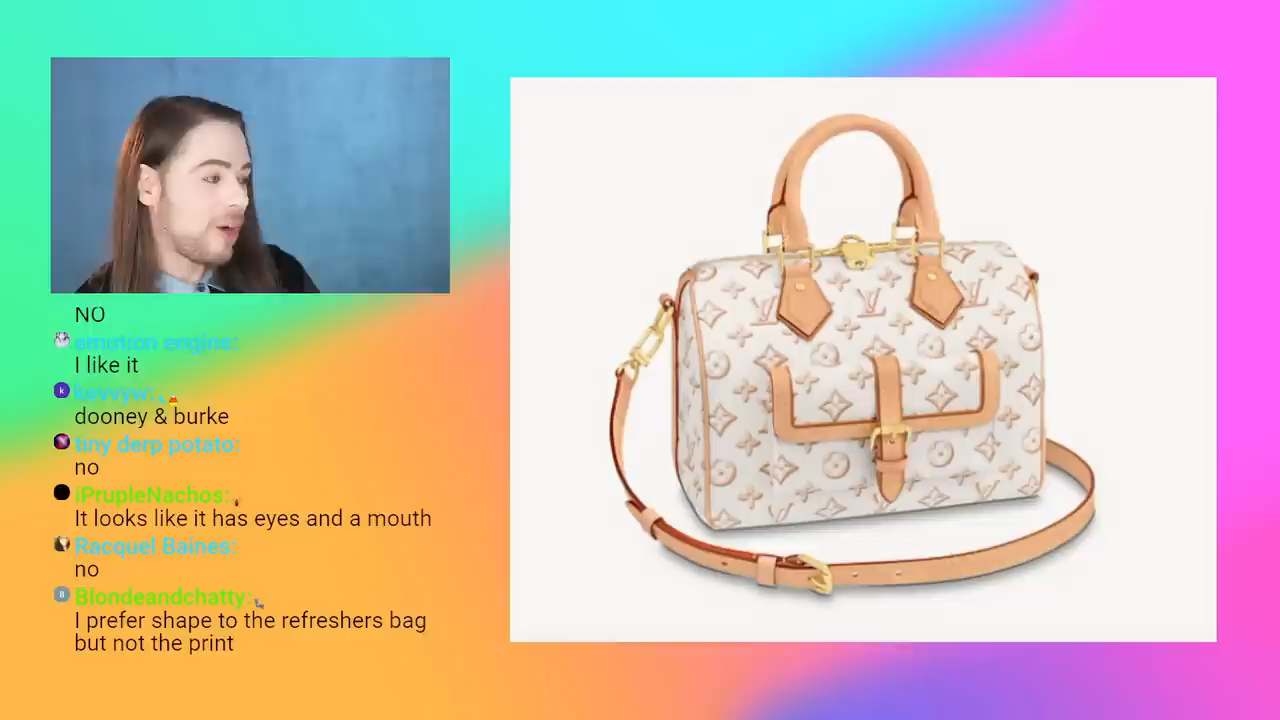 NO
emotion engine:
I like it
kevvyw:
dooney & burke
tiny derp potato:
no
iPrupleNachos:
It looks like it has eyes and a mouth
Racquel Baines:
no
Blondeandchatty:
I prefer shape to the refreshers bag
but not the print